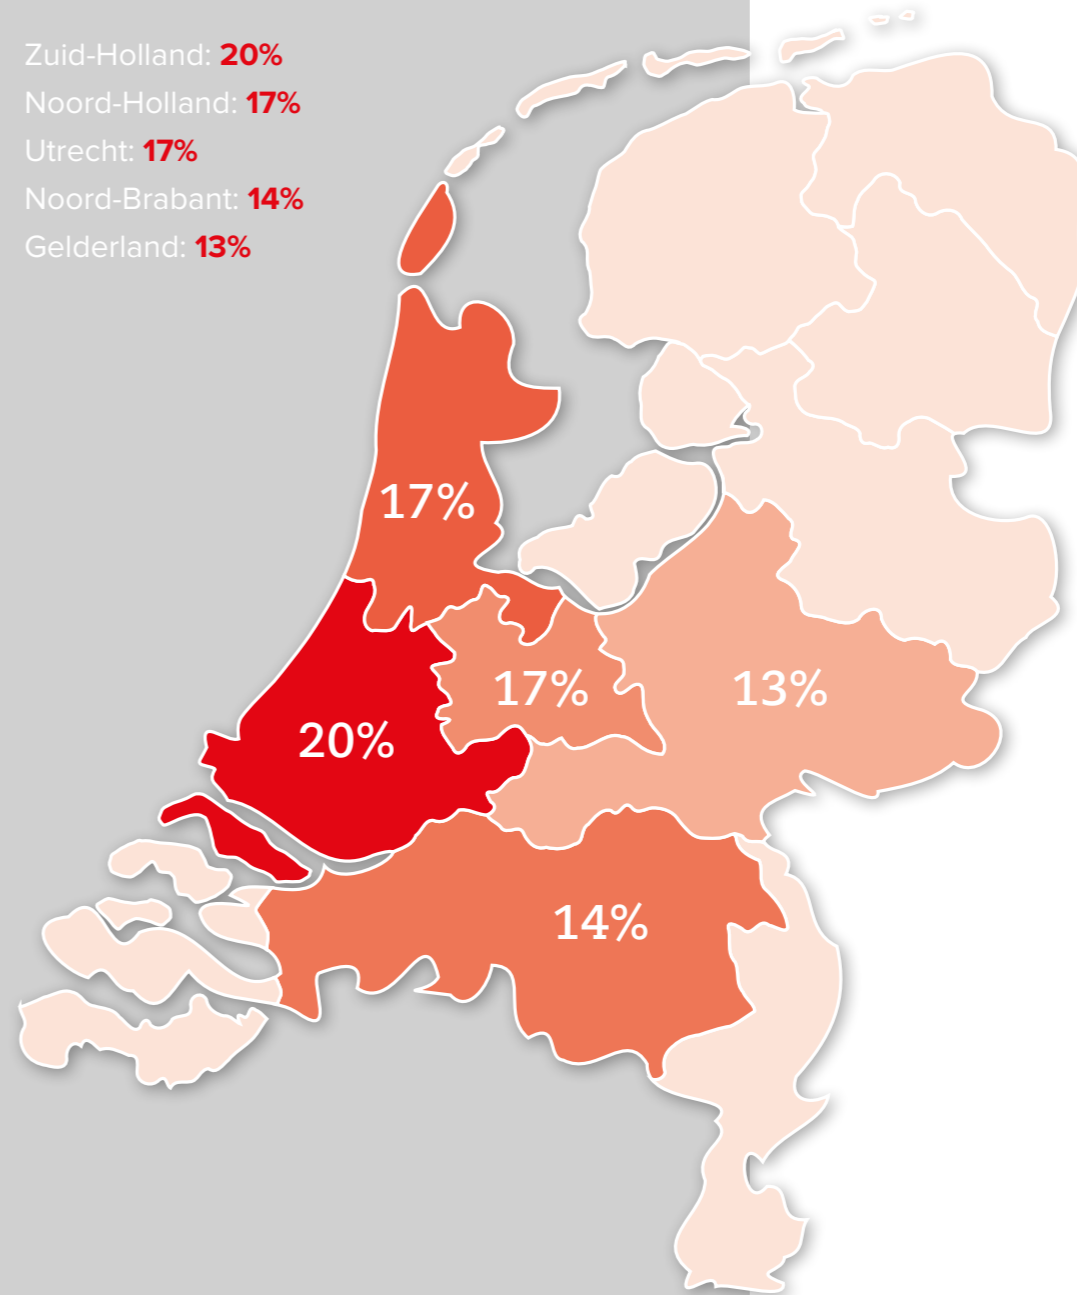 Zuid-Holland: 20%
Noord-Holland: 17%
Utrecht: 17%
Noord-Brabant: 14%
Gelderland: 13%
17%
17%
13%
20%
14%